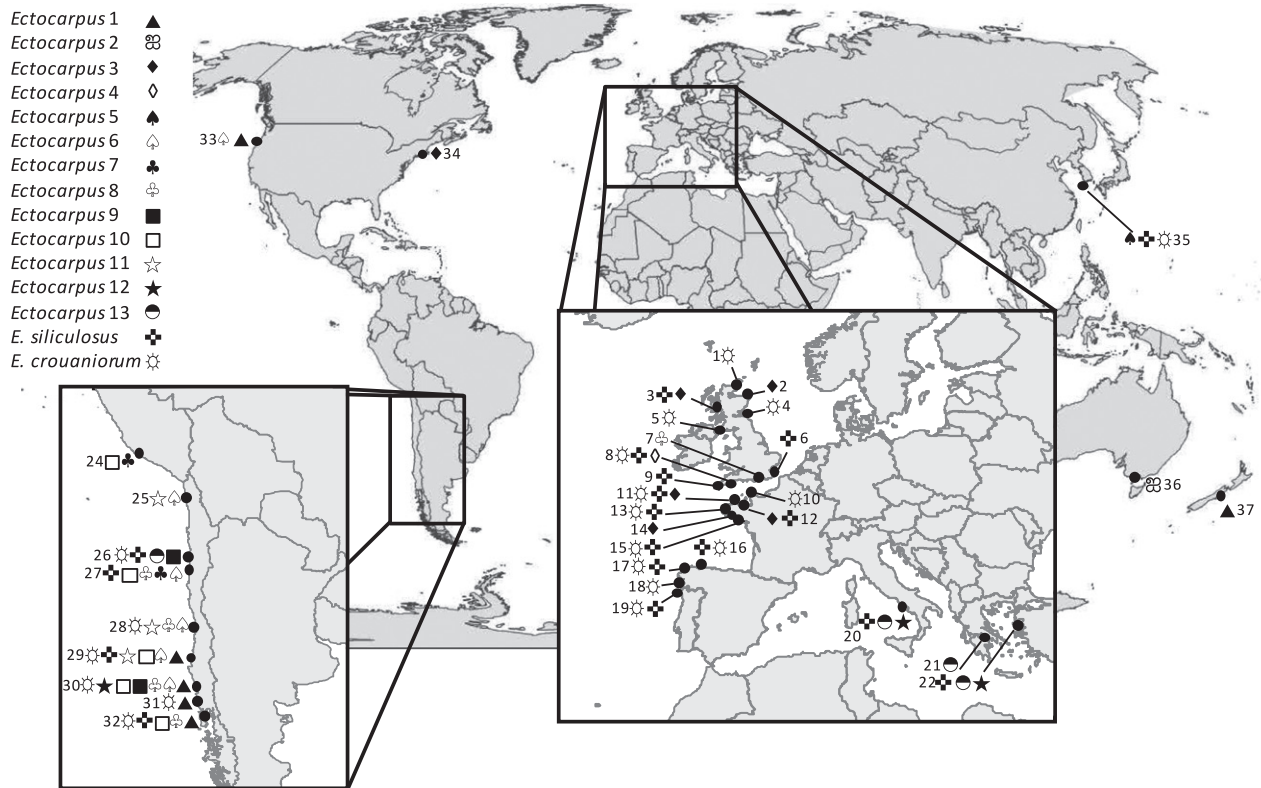 Ectocarpus 1
Ectocarpus 2
Ectocarpus 3
Ectocarpus 4
Ectocarpus 5
Ectocarpus 6
Ectocarpus 7
Ectocarpus 8
Ectocarpus 9
Ectocarpus 10
Ectocarpus 11
Ectocarpus 12
Ectocarpus 13
E. siliculosus
E. crouaniorum
33
34
35
36
37
1
2
3
4
5
6
7
8
9
10
11
12
13
14
15
16
17
18
19
20
21
22
24
25
26
27
28
29
30
31
32